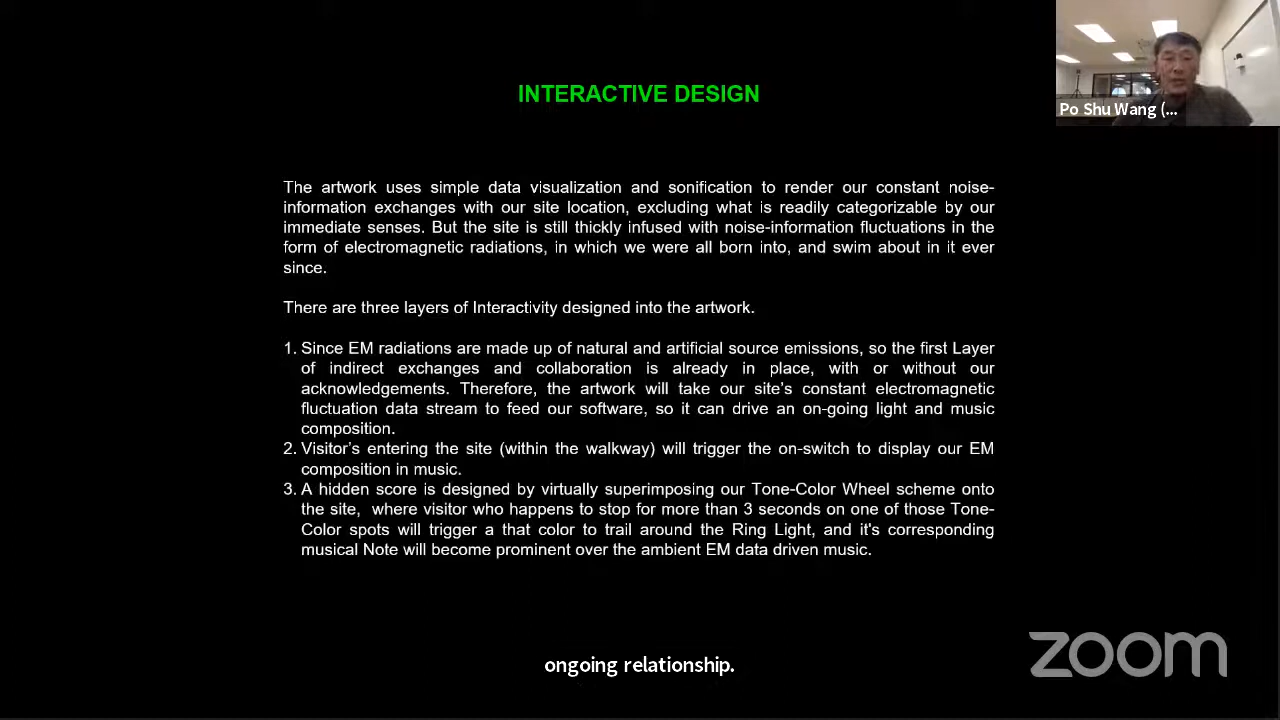 INTERACTIVE DESIGN
Po Shu Wang (...
The artwork uses simple data visualization and sonification to render our constant noise-
information exchanges with our site location, excluding what is readily categorizable by our
immediate senses. But the site is still thickly infused with noise-information fluctuations in the
form of electromagnetic radiations, in which we were all born into, and swim about in it ever
since.
There are three layers of Interactivity designed into the artwork.
1. Since EM radiations are made up of natural and artificial source emissions, so the first Layer
of indirect exchanges and collaboration is already in place, with or without our
acknowledgements. Therefore, the artwork will take our site's constant electromagnetic
fluctuation data stream to feed our software, so it can drive an on-going light and music
composition.
2. Visitor's entering the site (within the walkway) will trigger the on-switch to display our EM
composition in music.
3. A hidden score is designed by virtually superimposing our Tone-Color Wheel scheme onto
the site, where visitor who happens to stop for more than 3 seconds on one of those Tone-
Color spots will trigger a that color to trail around the Ring Light, and it's corresponding
musical Note will become prominent over the ambient EM data driven music.
ongoing relationship.
zoom